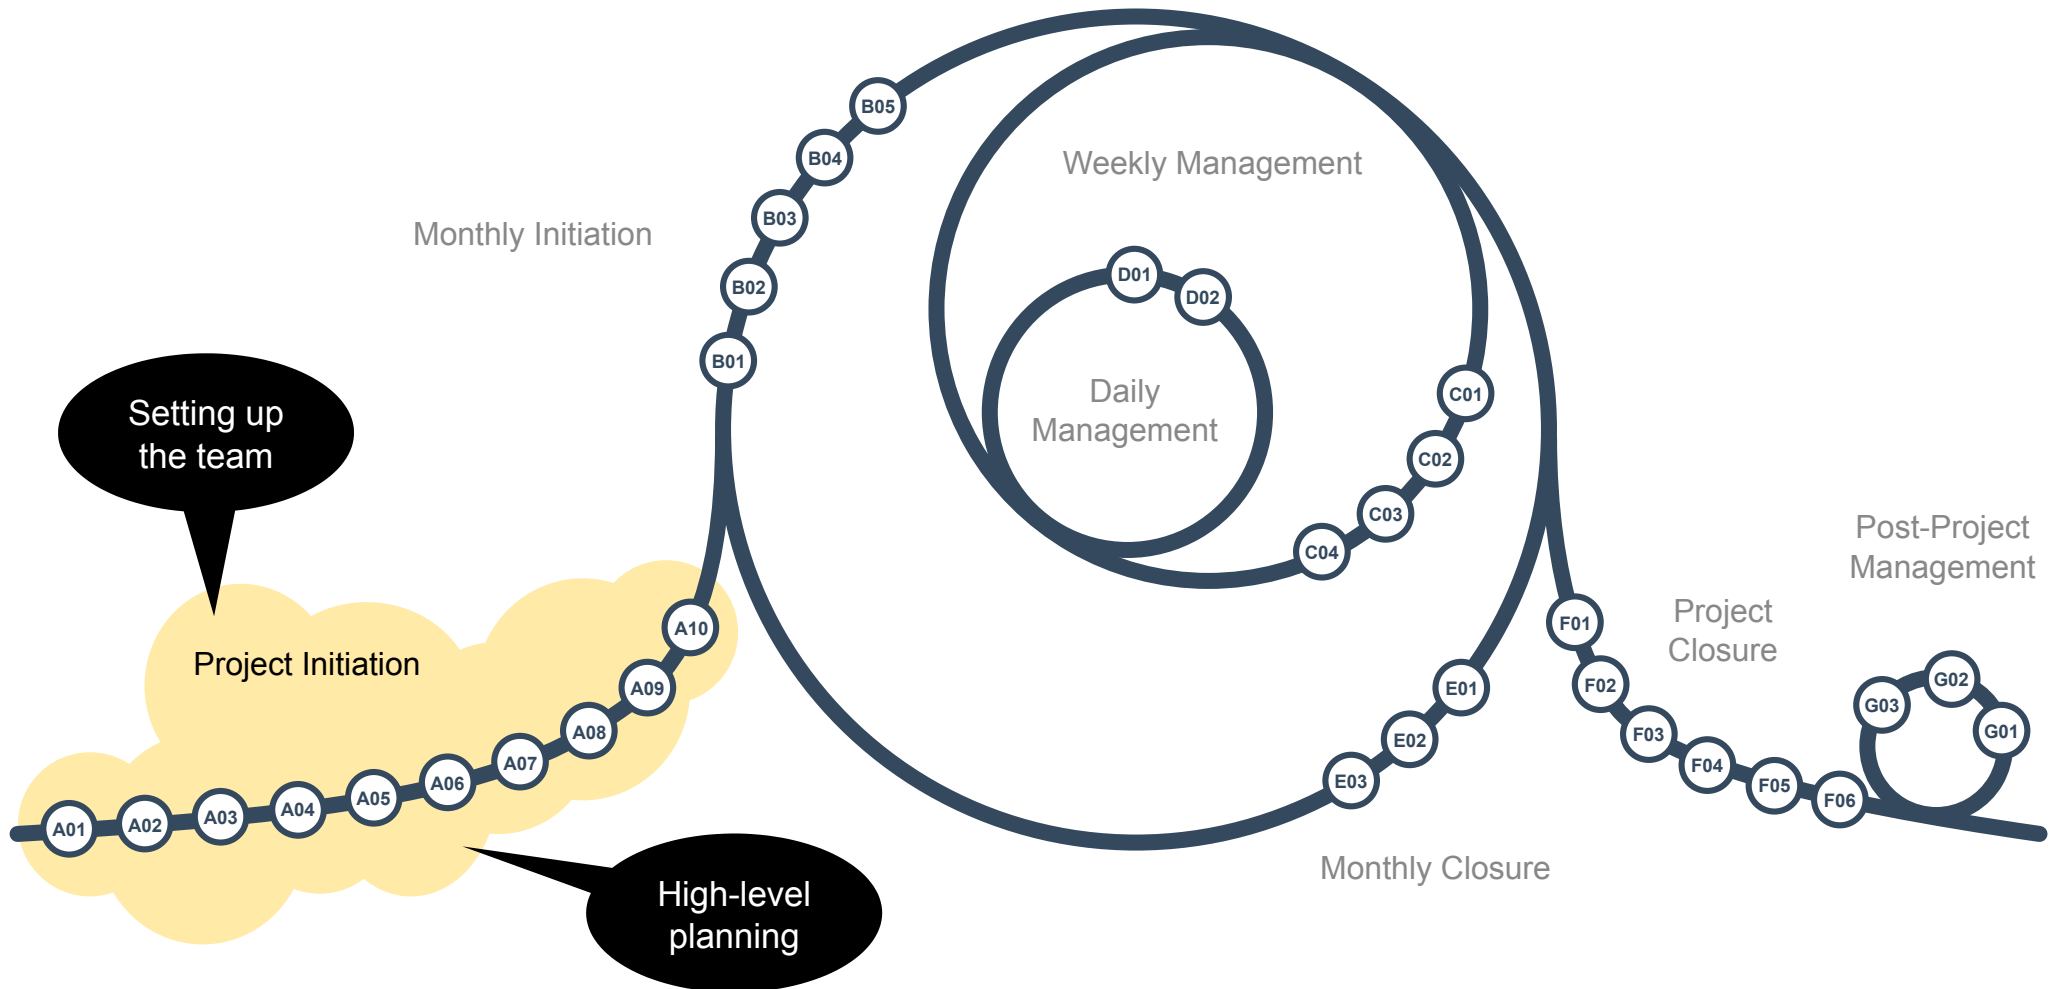 B05
B04
B03
B02
B01
Monthly Initiation
Weekly Management
D01
D02
Daily
Management
C01
C02
C03
C04
Setting up
the team
Project Initiation
A01
A02
A03
A04
A05
A06
A07
A08
A09
A10
High-level
planning
E01
E02
E03
Monthly Closure
F01
F02
F03
F04
F05
F06
Project
Closure
Post-Project
Management
G03
G02
G01